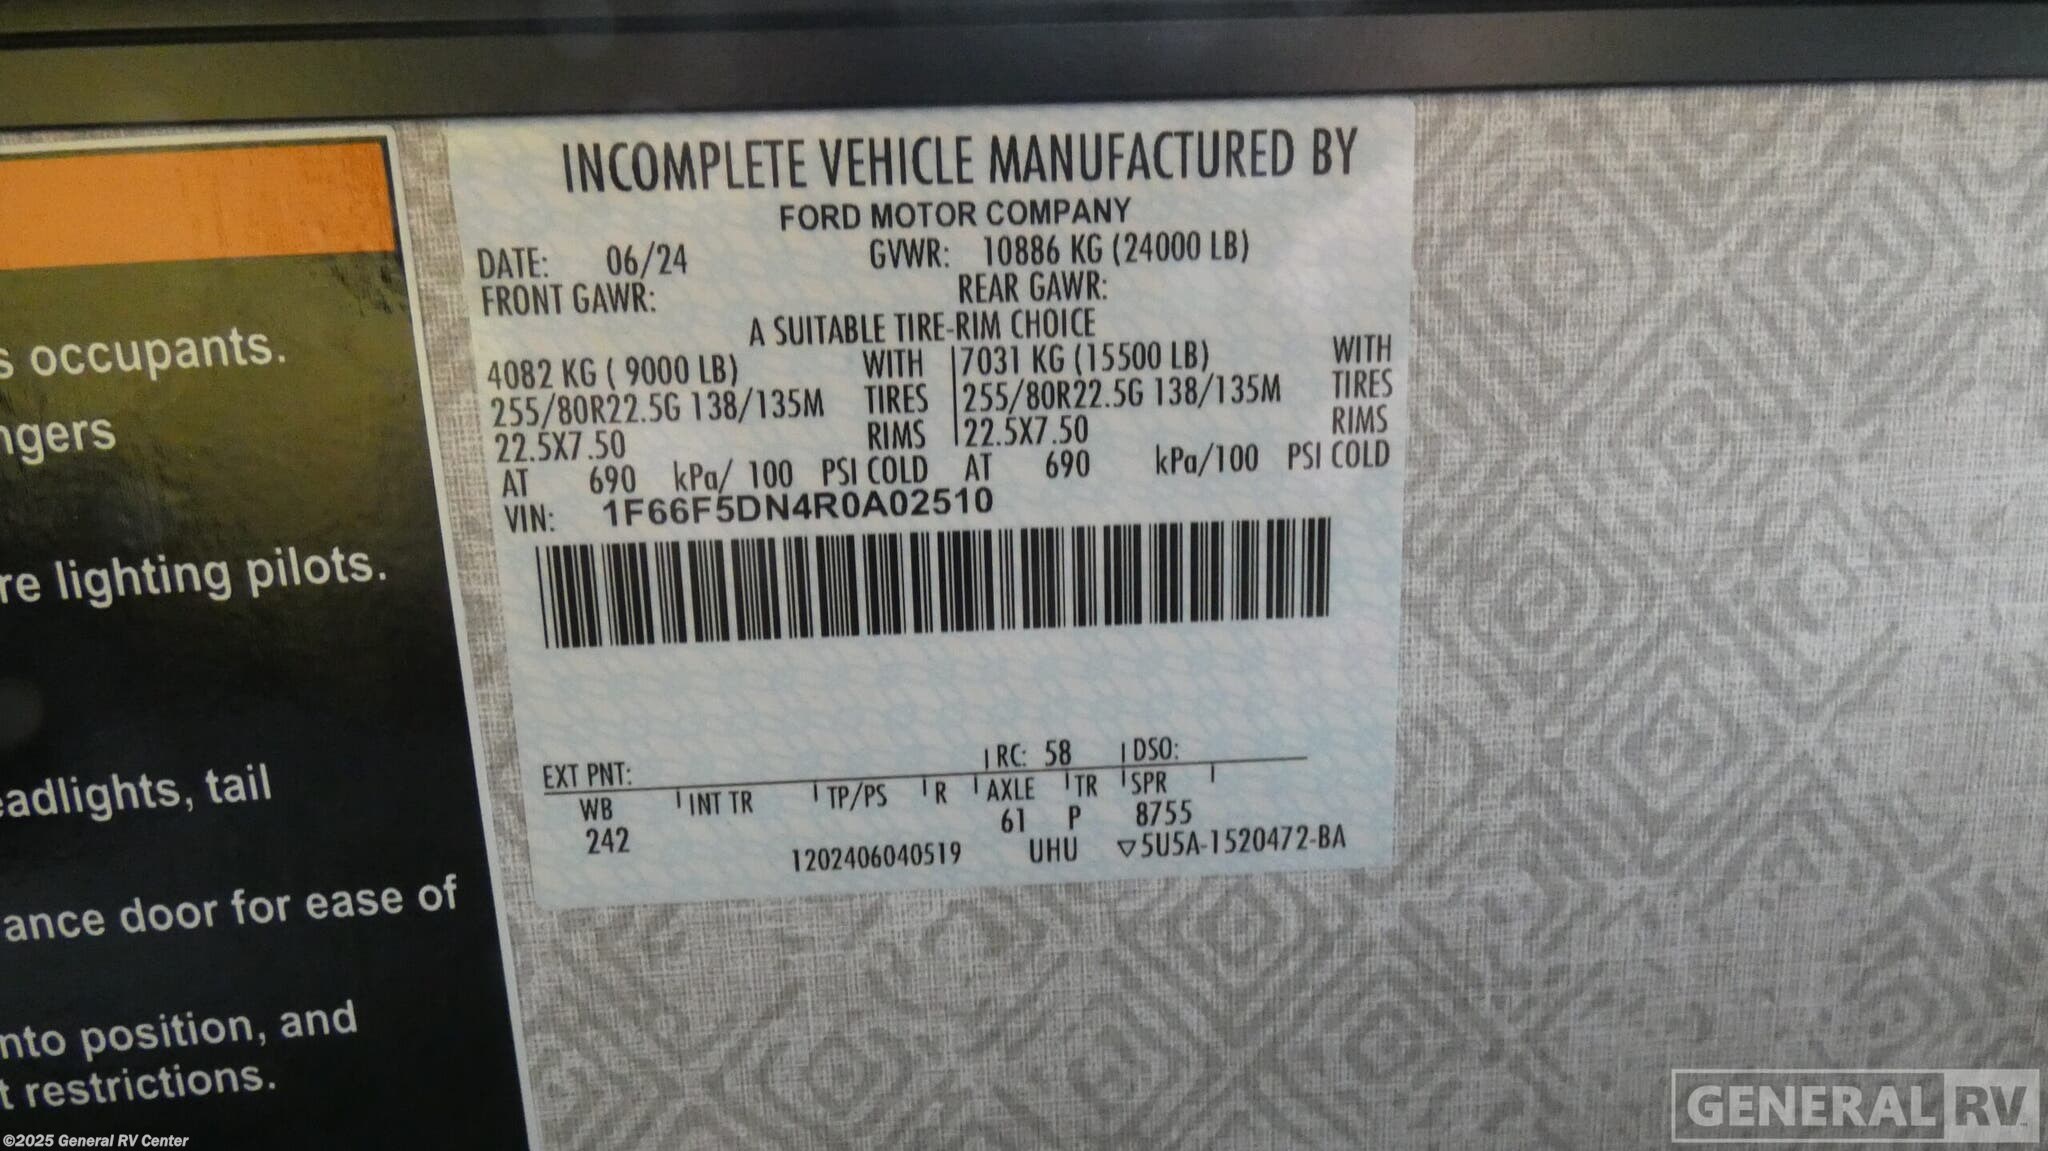 INCOMPLETE VEHICLE MANUFACTURED BY
FORD MOTOR COMPANY
DATE: 06/24 GVWR: 10886 KG (24000 LB)
FRONT GAWR: REAR GAWR:
A SUITABLE TIRE-RIM CHOICE
4082 KG ( 9000 LB) WITH 7031 KG (15500 LB) WITH
255/80R22.5G 138/135M TIRES 255/80R22.5G 138/135M TIRES
22.5X7.50 RIMS 22.5X7.50 RIMS
AT 690 kPa/ 100 PSI COLD AT 690 kPa/100 PSI COLD
VIN: 1F66F5DN4R0A02510
EXT PNT: RC: 58 DSO:
WB INT TR TP/PS R AXLE TR SPR
242 61 P 8755
1202406040519 UHU ▽5U5A-1520472-BA
s occupants.
ngers
re lighting pilots.
eadlights, tail
ance door for ease of
nto position, and
t restrictions.
©2025 General RV Center
GENERAL RV